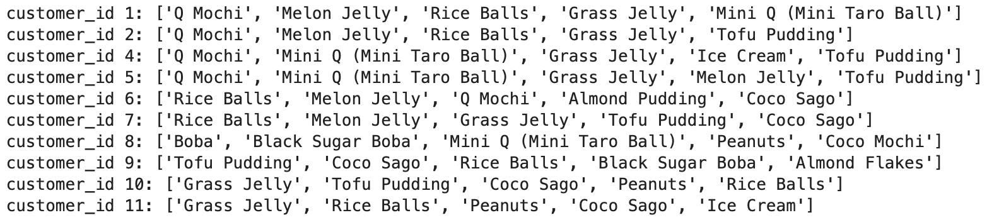 customer_id 1: ['Q Mochi', 'Melon Jelly', 'Rice Balls', 'Grass Jelly', 'Mini Q (Mini Taro Ball)']
customer_id 2: ['Q Mochi', 'Melon Jelly', 'Rice Balls', 'Grass Jelly', 'Tofu Pudding']
customer_id 4: ['Q Mochi', 'Mini Q (Mini Taro Ball)', 'Grass Jelly', 'Ice Cream', 'Tofu Pudding']
customer_id 5: ['Q Mochi', 'Mini Q (Mini Taro Ball)', 'Grass Jelly', 'Melon Jelly', 'Tofu Pudding']
customer_id 6: ['Rice Balls', 'Melon Jelly', 'Q Mochi', 'Almond Pudding', 'Coco Sago']
customer_id 7: ['Rice Balls', 'Melon Jelly', 'Grass Jelly', 'Tofu Pudding', 'Coco Sago']
customer_id 8: ['Boba', 'Black Sugar Boba', 'Mini Q (Mini Taro Ball)', 'Peanuts', 'Coco Mochi']
customer_id 9: ['Tofu Pudding', 'Coco Sago', 'Rice Balls', 'Black Sugar Boba', 'Almond Flakes']
customer_id 10: ['Grass Jelly', 'Tofu Pudding', 'Coco Sago', 'Peanuts', 'Rice Balls']
customer_id 11: ['Grass Jelly', 'Rice Balls', 'Peanuts', 'Coco Sago', 'Ice Cream']